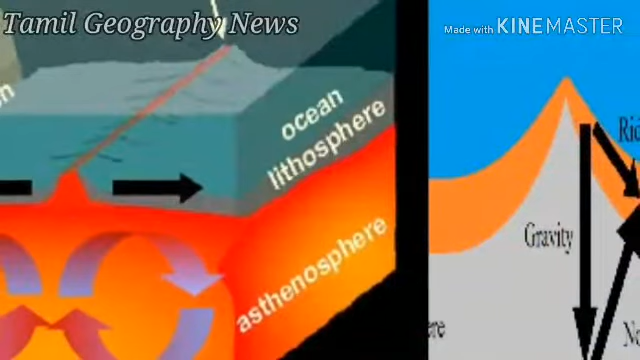 Tamil Geography News
Made with KINEMASTER
ocean
lithosphere
asthenosphere
Gravity